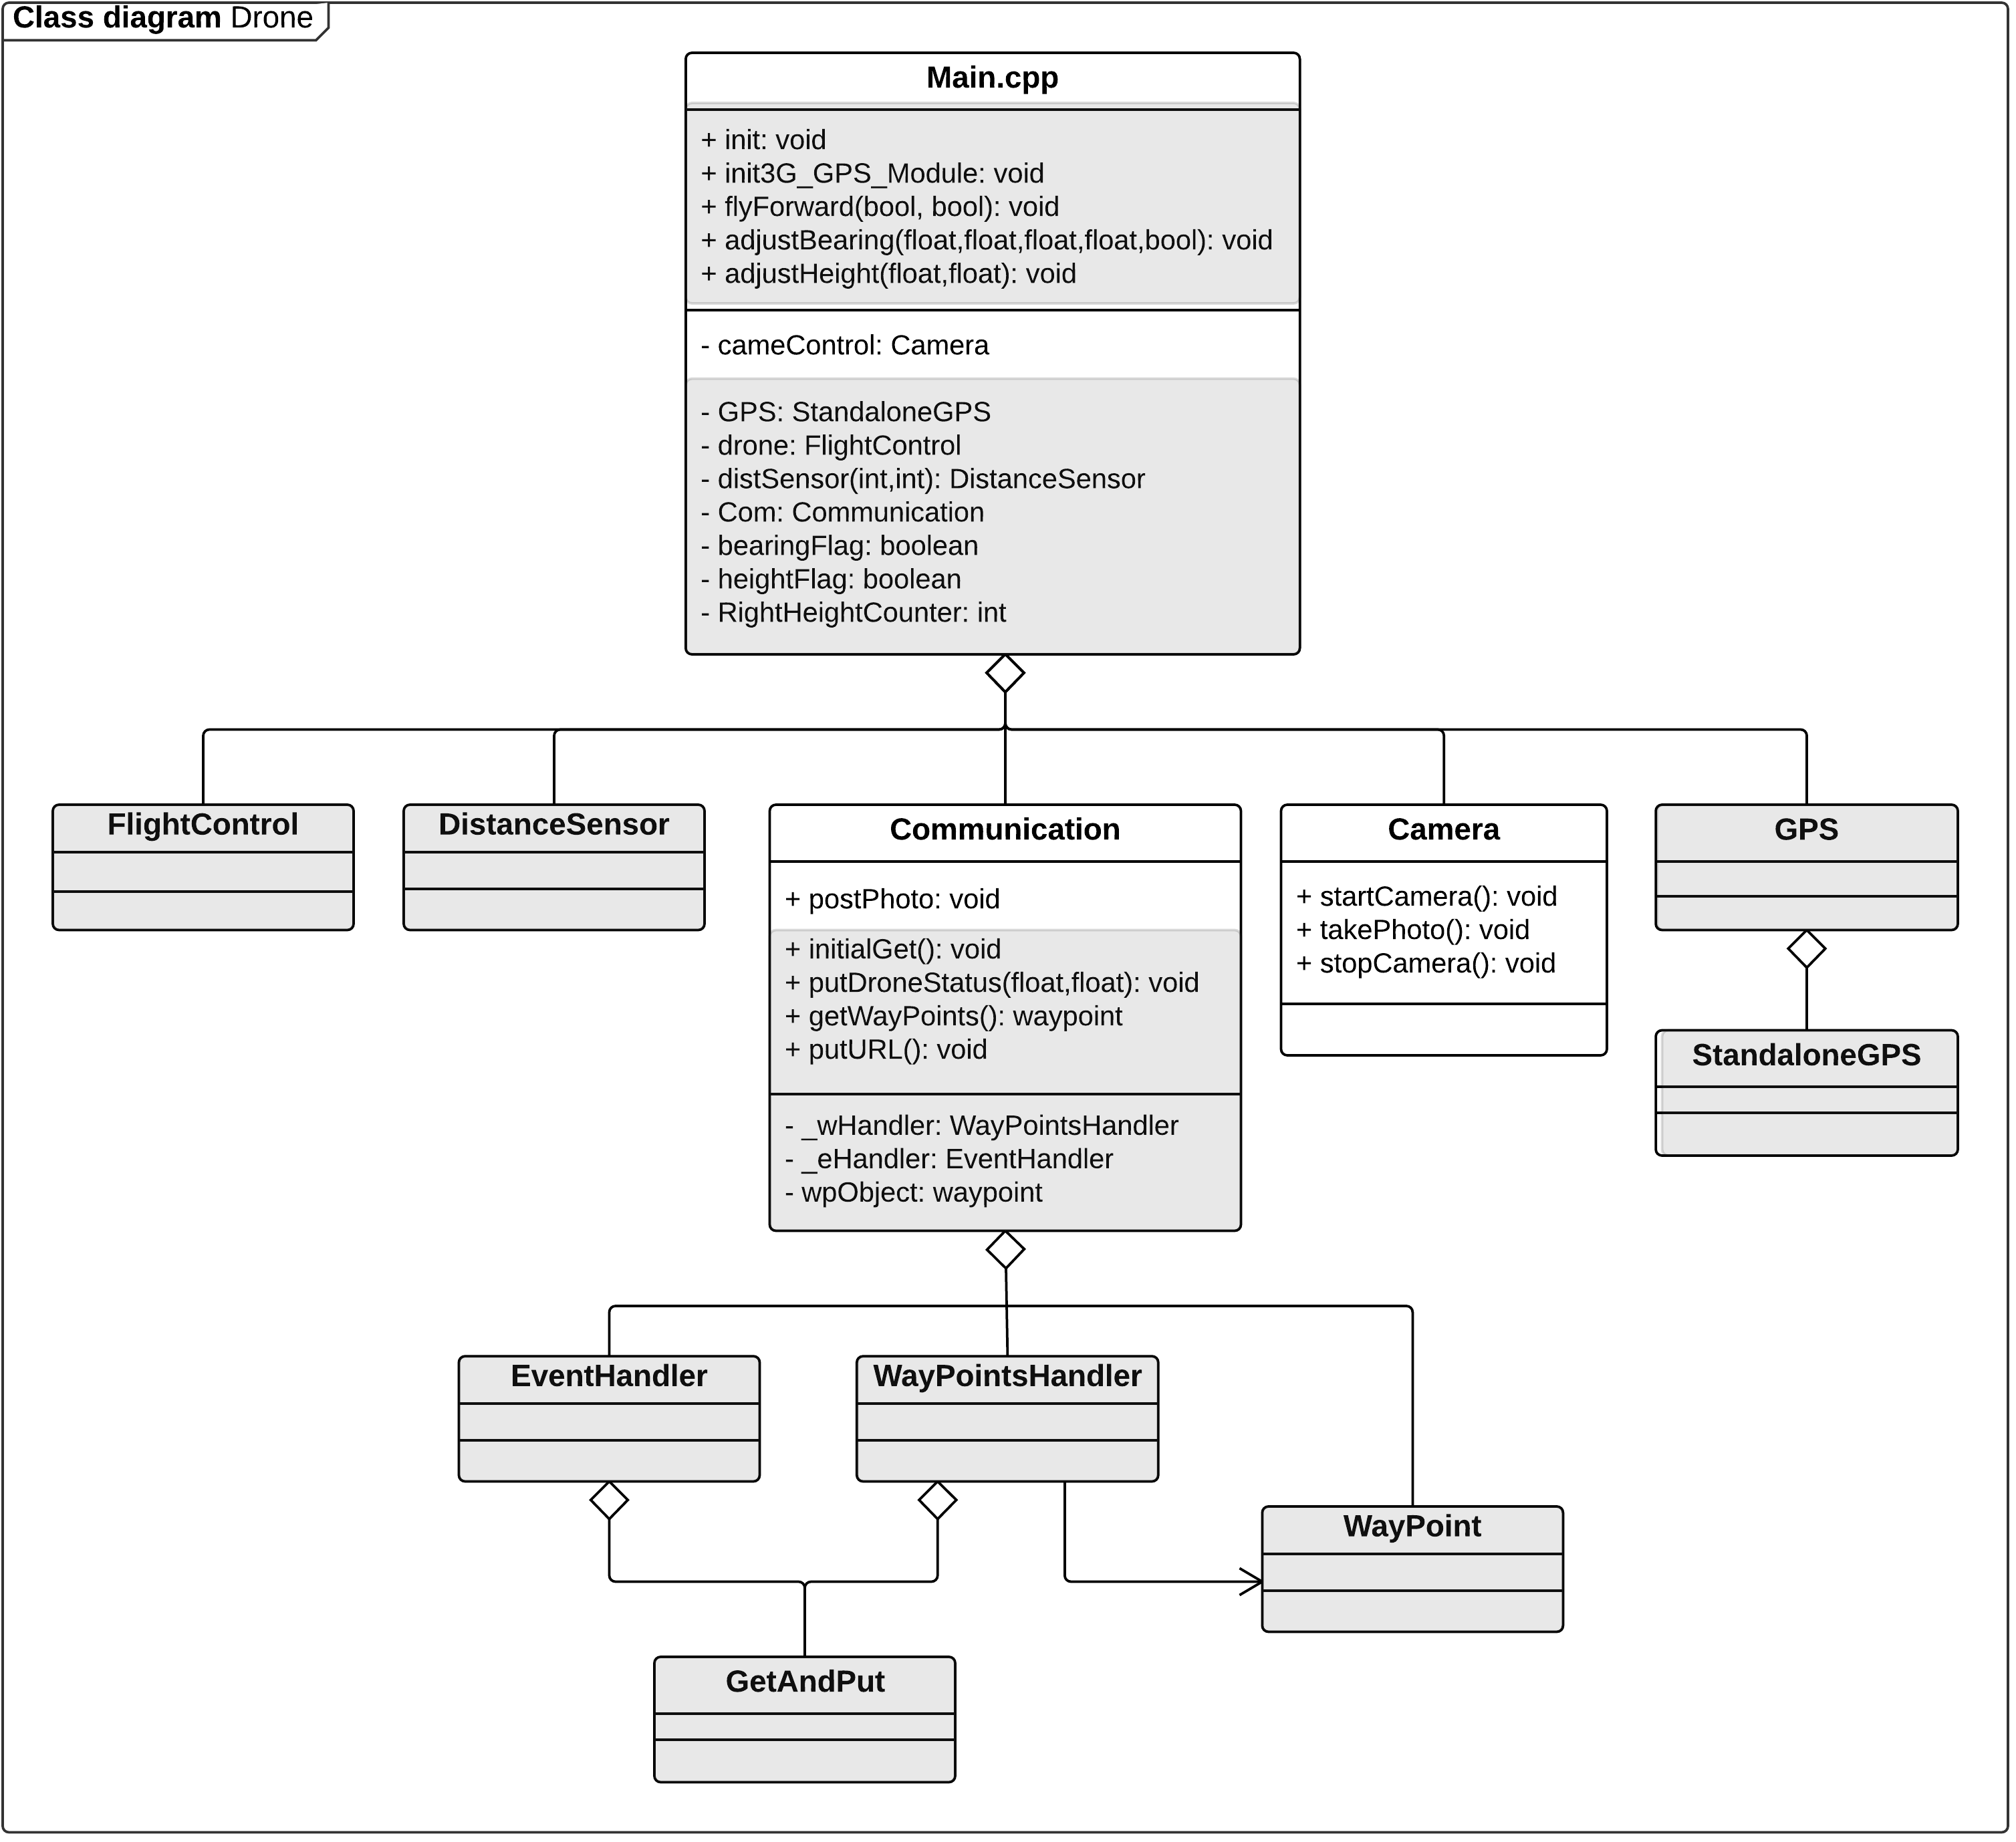 Class diagram Drone
Main.cpp
+ init: void
+ init3G_GPS_Module: void
+ flyForward(bool, bool): void
+ adjustBearing(float,float,float,float,bool): void
+ adjustHeight(float,float): void
- cameControl: Camera
- GPS: StandaloneGPS
- drone: FlightControl
- distSensor(int,int): DistanceSensor
- Com: Communication
- bearingFlag: boolean
- heightFlag: boolean
- RightHeightCounter: int
FlightControl
DistanceSensor
Communication
+ postPhoto: void
+ initialGet(): void
+ putDroneStatus(float,float): void
+ getWayPoints(): waypoint
+ putURL(): void
- _wHandler: WayPointsHandler
- _eHandler: EventHandler
- wpObject: waypoint
Camera
+ startCamera(): void
+ takePhoto(): void
+ stopCamera(): void
GPS
StandaloneGPS
EventHandler
WayPointsHandler
WayPoint
GetAndPut